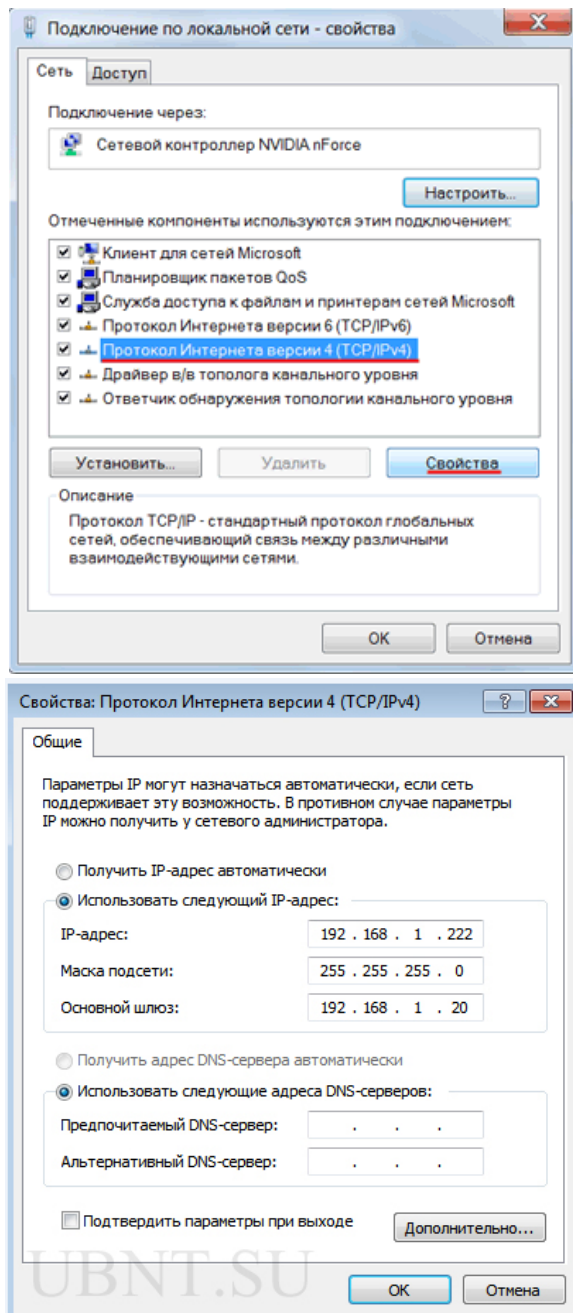 Подключение по локальной сети - свойства
Сеть
Доступ
Подключение через:
Сетевой контроллер NVIDIA nForce
Настроить...
Отмеченные компоненты используются этим подключением:
Клиент для сетей Microsoft
Планировщик пакетов QoS
Служба доступа к файлам и принтерам сетей Microsoft
Протокол Интернета версии 6 (TCP/IPv6)
Протокол Интернета версии 4 (TCP/IPv4)
Драйвер в/в тополога канального уровня
Ответчик обнаружения топологии канального уровня
Установить...
Удалить
Свойства
Описание
Протокол TCP/IP - стандартный протокол глобальных
сетей, обеспечивающий связь между различными
взаимодействующими сетями.
OK
Отмена
Свойства: Протокол Интернета версии 4 (TCP/IPv4)
Общие
Параметры IP могут назначаться автоматически, если сеть
поддерживает эту возможность. В противном случае параметры
IP можно получить у сетевого администратора.
Получить IP-адрес автоматически
Использовать следующий IP-адрес:
IP-адрес: 192 . 168 . 1 . 222
Маска подсети: 255 . 255 . 255 . 0
Основной шлюз: 192 . 168 . 1 . 20
Получить адрес DNS-сервера автоматически
Использовать следующие адреса DNS-серверов:
Предпочитаемый DNS-сервер: . . .
Альтернативный DNS-сервер: . . .
Подтвердить параметры при выходе
Дополнительно...
UBNT.SU
OK
Отмена